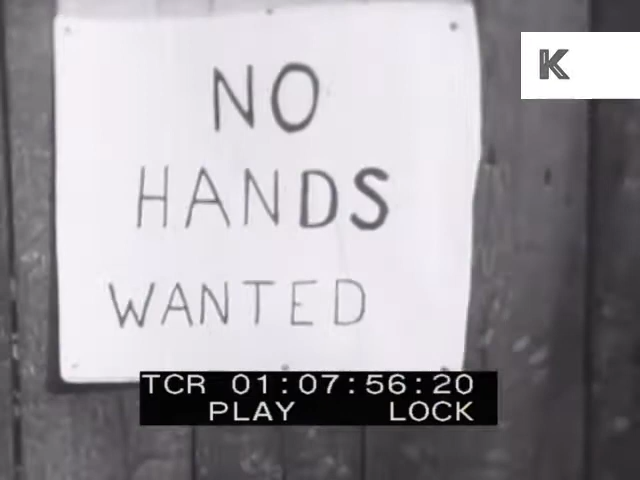 K
NO
HANDS
WANTED
TCR 01:07:56:20
PLAY LOCK